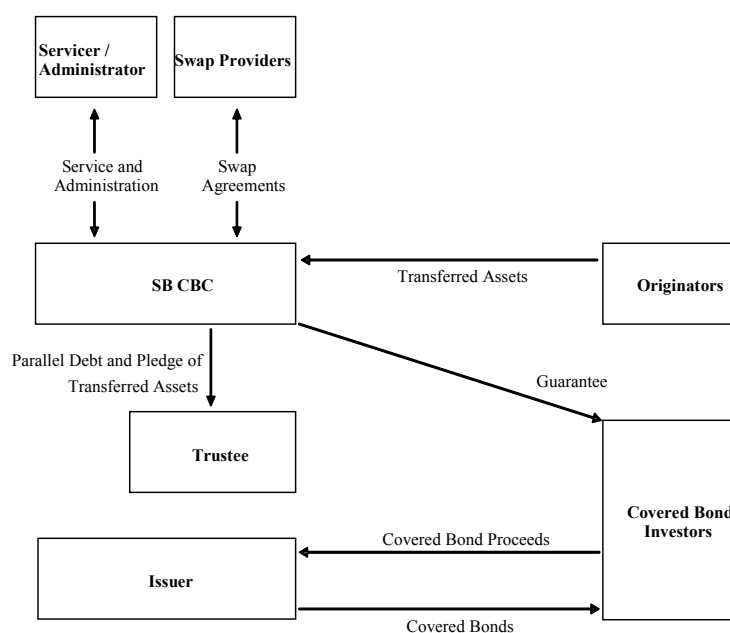 Servicer /
Administrator
Swap Providers
Service and
Administration
Swap
Agreements
SB CBC
Transferred Assets
Originators
Parallel Debt and Pledge of
Transferred Assets
Guarantee
Trustee
Covered Bond
Investors
Covered Bond Proceeds
Issuer
Covered Bonds